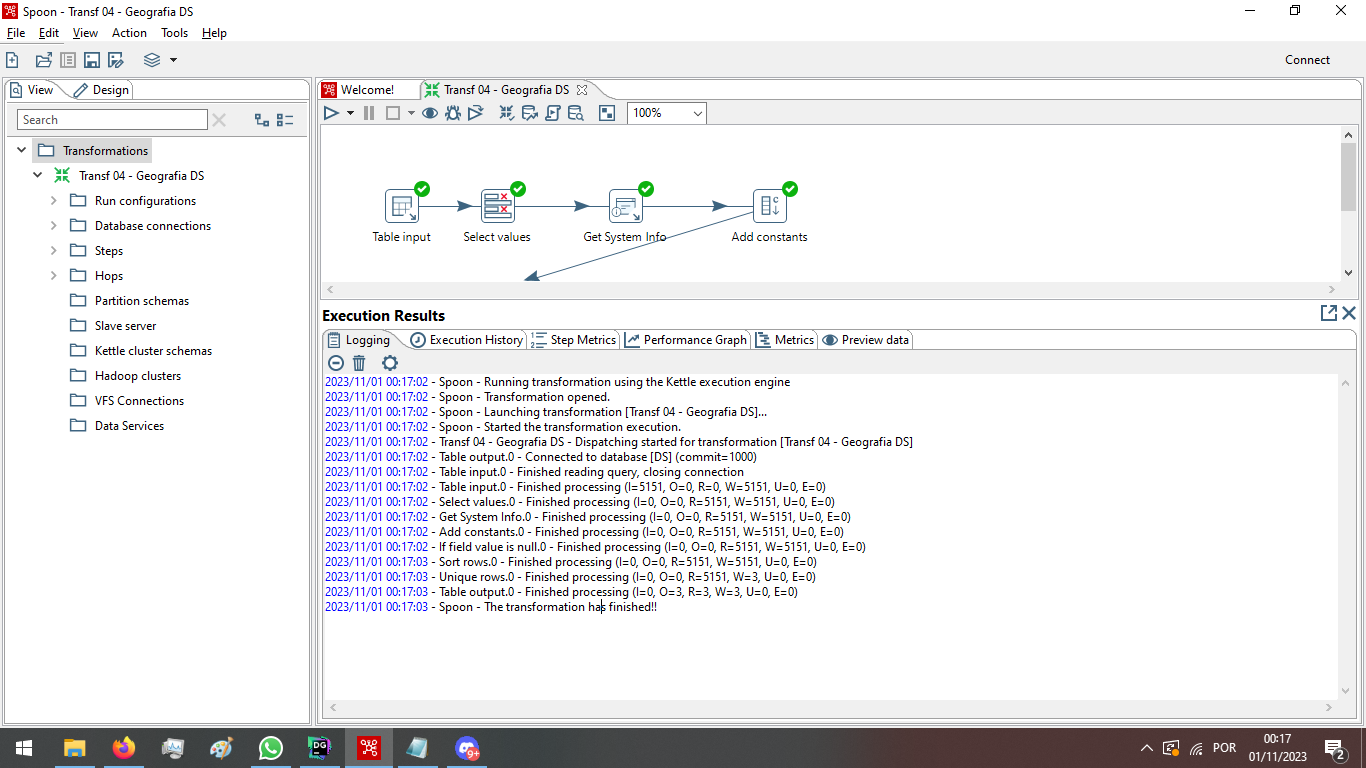 Spoon - Transf 04 - Geografia DS
File Edit View Action Tools Help
Connect
View Design
Search
Transformations
Transf 04 - Geografia DS
Run configurations
Database connections
Steps
Hops
Partition schemas
Slave server
Kettle cluster schemas
Hadoop clusters
VFS Connections
Data Services
Welcome! Transf 04 - Geografia DS
100%
Table input Select values Get System Info Add constants
Execution Results
Logging Execution History Step Metrics Performance Graph Metrics Preview data
2023/11/01 00:17:02 - Spoon - Running transformation using the Kettle execution engine
2023/11/01 00:17:02 - Spoon - Transformation opened.
2023/11/01 00:17:02 - Spoon - Launching transformation [Transf 04 - Geografia DS]...
2023/11/01 00:17:02 - Spoon - Started the transformation execution.
2023/11/01 00:17:02 - Transf 04 - Geografia DS - Dispatching started for transformation [Transf 04 - Geografia DS]
2023/11/01 00:17:02 - Table output.0 - Connected to database [DS] (commit=1000)
2023/11/01 00:17:02 - Table input.0 - Finished reading query, closing connection
2023/11/01 00:17:02 - Table input.0 - Finished processing (I=5151, O=0, R=0, W=5151, U=0, E=0)
2023/11/01 00:17:02 - Select values.0 - Finished processing (I=0, O=0, R=5151, W=5151, U=0, E=0)
2023/11/01 00:17:02 - Get System Info.0 - Finished processing (I=0, O=0, R=5151, W=5151, U=0, E=0)
2023/11/01 00:17:02 - Add constants.0 - Finished processing (I=0, O=0, R=5151, W=5151, U=0, E=0)
2023/11/01 00:17:02 - If field value is null.0 - Finished processing (I=0, O=0, R=5151, W=5151, U=0, E=0)
2023/11/01 00:17:03 - Sort rows.0 - Finished processing (I=0, O=0, R=5151, W=5151, U=0, E=0)
2023/11/01 00:17:03 - Unique rows.0 - Finished processing (I=0, O=0, R=5151, W=3, U=0, E=0)
2023/11/01 00:17:03 - Table output.0 - Finished processing (I=0, O=3, R=3, W=3, U=0, E=0)
2023/11/01 00:17:03 - Spoon - The transformation has finished!!
DG
9+
POR
00:17
01/11/2023
2